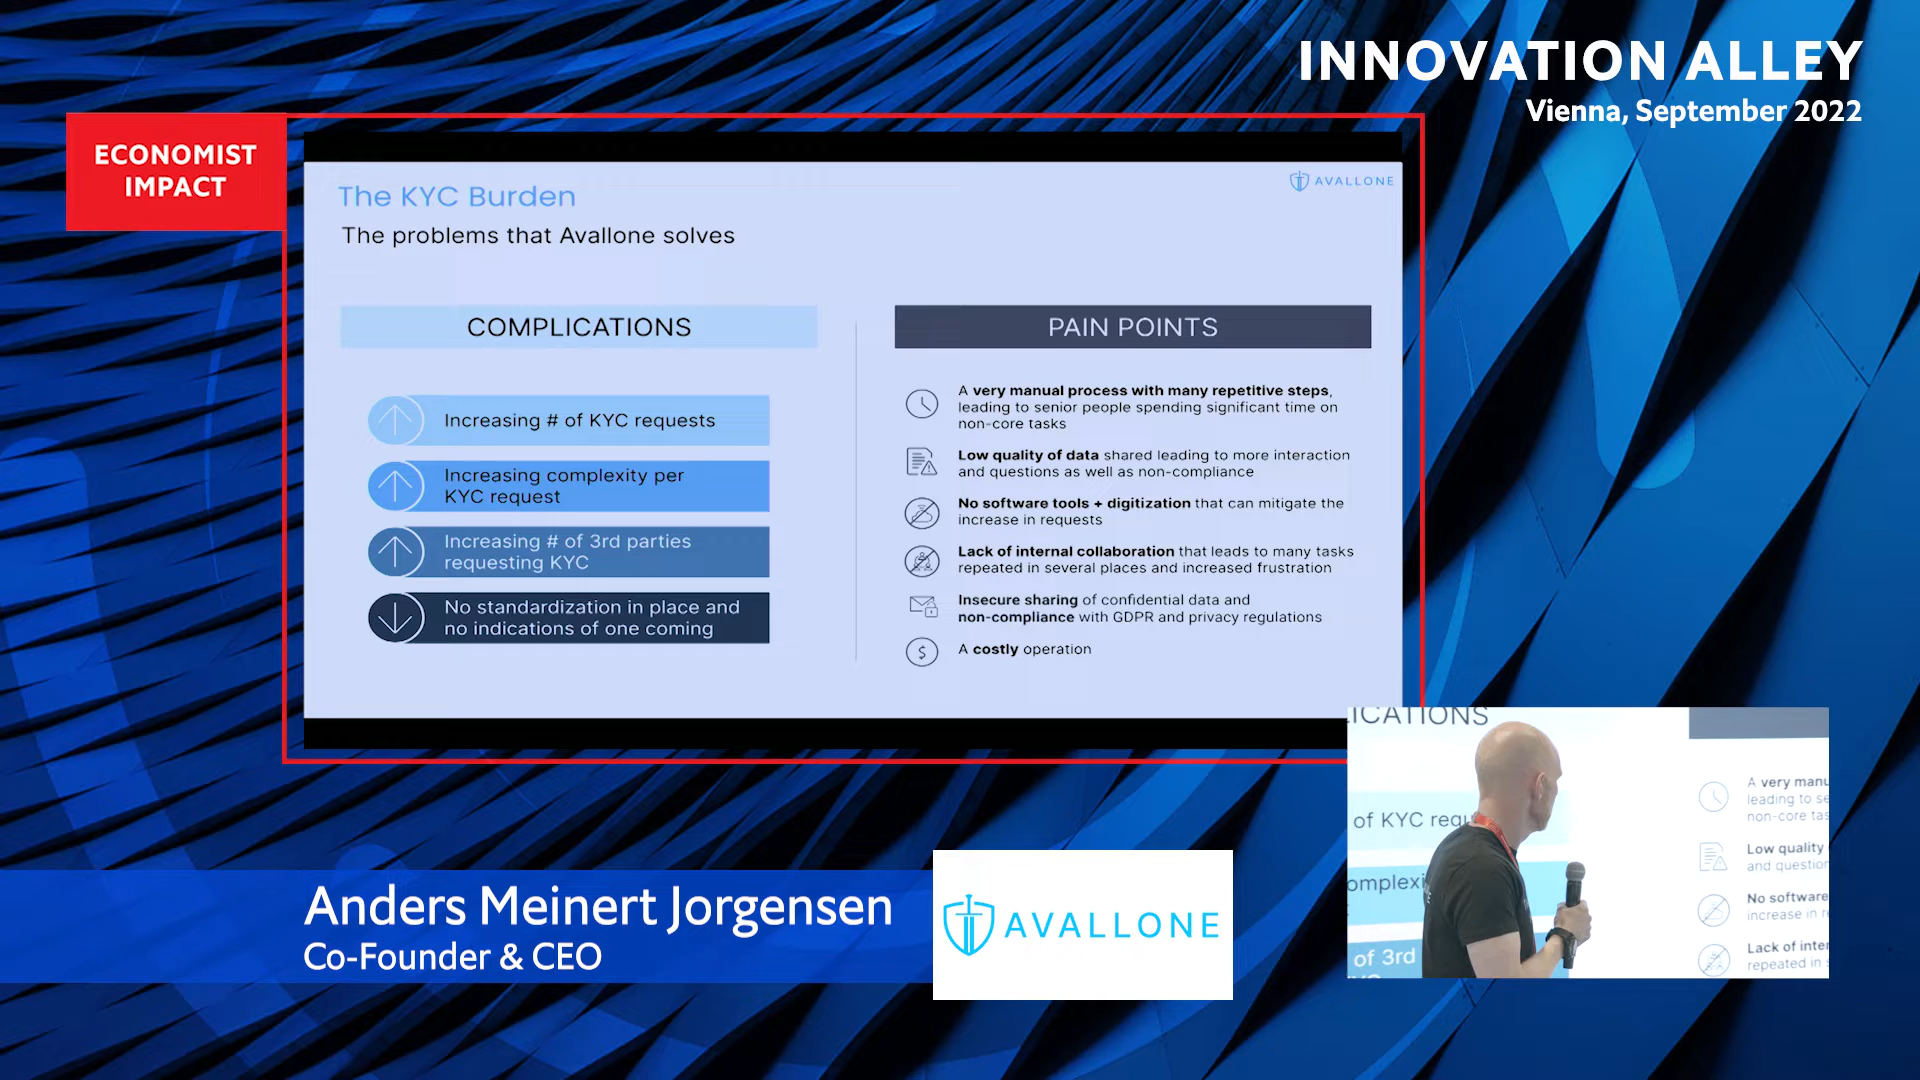 INNOVATION ALLEY
Vienna, September 2022
ECONOMIST
IMPACT
The KYC Burden
AVALLONE
The problems that Avallone solves
COMPLICATIONS
Increasing # of KYC requests
Increasing complexity per
KYC request
Increasing # of 3rd parties
requesting KYC
No standardization in place and
no indications of one coming
PAIN POINTS
A very manual process with many repetitive steps,
leading to senior people spending significant time on
non-core tasks
Low quality of data shared leading to more interaction
and questions as well as non-compliance
No software tools + digitization that can mitigate the
increase in requests
Lack of internal collaboration that leads to many tasks
repeated in several places and increased frustration
Insecure sharing of confidential data and
non-compliance with GDPR and privacy regulations
$
A costly operation
ICATIONS
of KYC requ
omplexi
of 3rd
A very manu
leading to se
non-core tas
Low quality
and question
No software
increase in r
Lack of inter
repeated in s
Anders Meinert Jorgensen
Co-Founder & CEO
AVALLONE